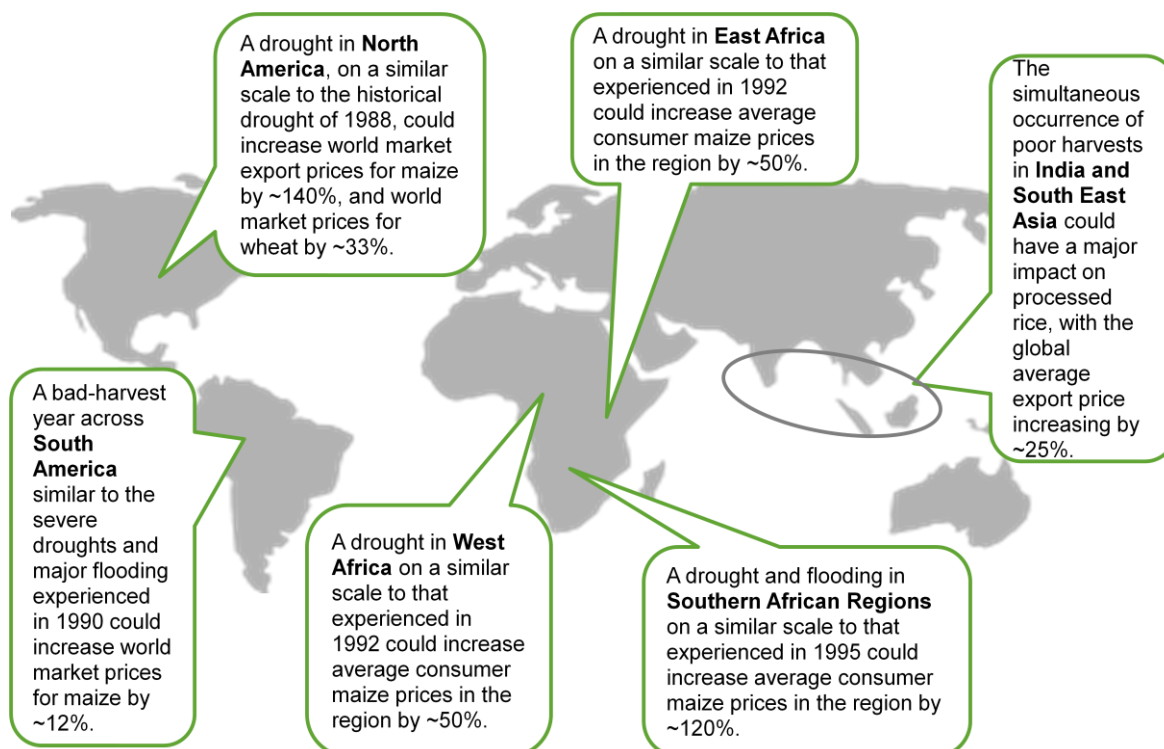 A drought in North
America, on a similar
scale to the historical
drought of 1988, could
increase world market
export prices for maize
by ~140%, and world
market prices for
wheat by ~33%.
A drought in East Africa
on a similar scale to that
experienced in 1992
could increase average
consumer maize prices
in the region by ~50%.
The
simultaneous
occurrence of
poor harvests
in India and
South East
Asia could
have a major
impact on
processed
rice, with the
global
average
export price
increasing by
~25%.
A bad-harvest
year across
South
America
similar to the
severe
droughts and
major flooding
experienced
in 1990 could
increase world
market prices
for maize by
~12%.
A drought in West
Africa on a similar
scale to that
experienced in
1992 could increase
average consumer
maize prices in the
region by ~50%.
A drought and flooding in
Southern African Regions
on a similar scale to that
experienced in 1995 could
increase average consumer
maize prices in the region by
~120%.